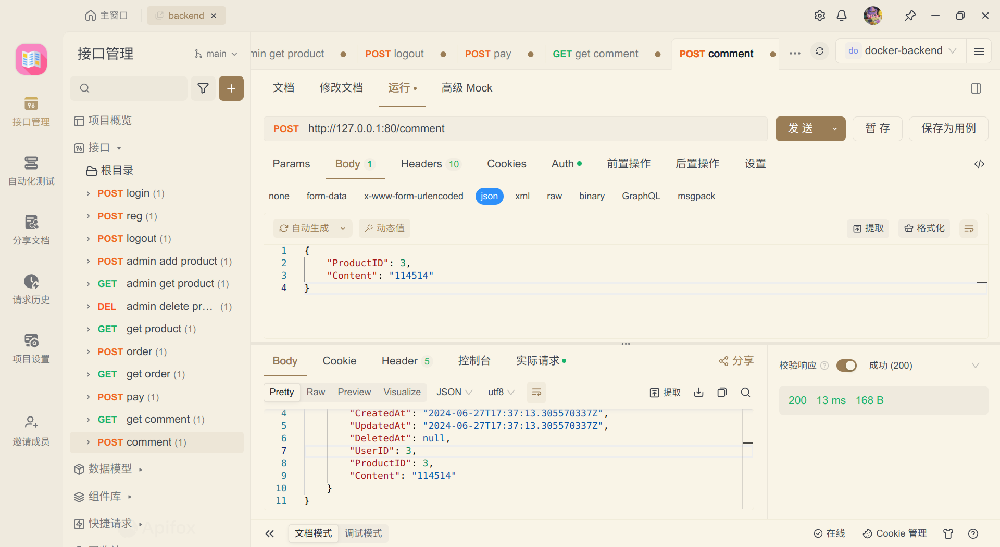 主窗口
backend
接口管理
自动化测试
分享文档
请求历史
项目设置
邀请成员
接口管理
main
项目概览
接口
根目录
POST login (1)
POST reg (1)
POST logout (1)
POST admin add product (1)
GET admin get product (1)
DEL admin delete pr... (1)
GET get product (1)
POST order (1)
GET get order (1)
POST pay (1)
GET get comment (1)
POST comment (1)
数据模型
组件库
快捷请求
Apifox
min get product
POST logout
POST pay
GET get comment
POST comment
do docker-backend
文档 修改文档 运行 高级 Mock
POST http://127.0.0.1:80/comment
发 送 暂 存 保存为用例
Params Body 1 Headers 10 Cookies Auth 前置操作 后置操作 设置
none form-data x-www-form-urlencoded json xml raw binary GraphQL msgpack
自动生成 动态值 提取 格式化
1 {
2 "ProductID": 3,
3 "Content": "114514"
4 }
Body Cookie Header 5 控制台 实际请求 分享
Pretty Raw Preview Visualize JSON utf8 提取
4 "CreatedAt": "2024-06-27T17:37:13.305570337Z",
5 "UpdatedAt": "2024-06-27T17:37:13.305570337Z",
6 "DeletedAt": null,
7 "UserID": 3,
8 "ProductID": 3,
9 "Content": "114514"
10 }
11 }
校验响应 成功 (200)
200 13 ms 168 B
文档模式 调试模式
在线 Cookie 管理